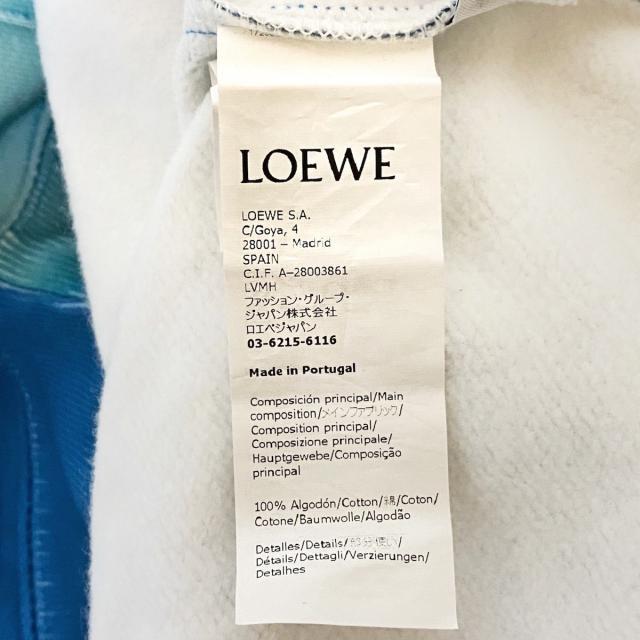 LOEWE
LOEWE S.A.
C/Goya, 4
28001 – Madrid
SPAIN
C.I.F. A–28003861
LVMH
ファッション・グループ・
ジャパン株式会社
ロエベジャパン
03-6215-6116
Made in Portugal
Composición principal/Main
composition/メインファブリック/
Composition principal/
Composizione principale/
Hauptgewebe/Composição
principal
100% Algodón/Cotton/綿/Coton/
Cotone/Baumwolle/Algodão
Detalles/Details/部分使い/
Détails/Dettagli/Verzierungen/
Detalhes